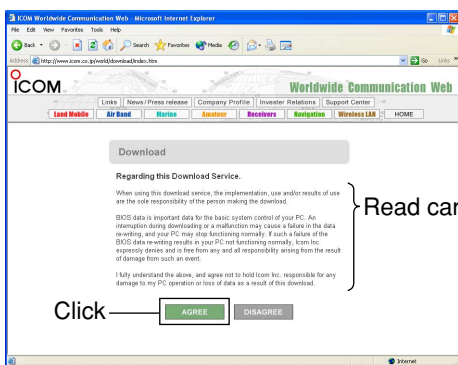 ICOM Worldwide Communication Web - Microsoft Internet Explorer
File Edit View Favorites Tools Help
Back Search Favorites Media
Address http://www.icom.co.jp/world/download/index.htm Go Links »
ICOM
Worldwide Communication Web
Links News/Press release Company Profile Invester Relations Support Center
Land Mobile Air Band Marine Amateur Receivers Navigation Wireless LAN HOME
Download
Regarding this Download Service.
When using this download service, the implementation, use and/or results of use
are the sole responsibility of the person making the download.
BIOS data is important data for the basic system control of your PC. An
interruption during downloading or a malfunction may cause a failure in the data
re-writing, and your PC may stop functioning normally. If such a failure of the
BIOS data re-writing results in your PC not functioning normally, Icom Inc.
expressly denies and is free from any and all responsibility arising from the result
of damage from such an event.
I fully understand the above, and agree not to hold Icom Inc. responsible for any
damage to my PC operation or loss of data as a result of this download.
Read car
Click
AGREE DISAGREE
Internet